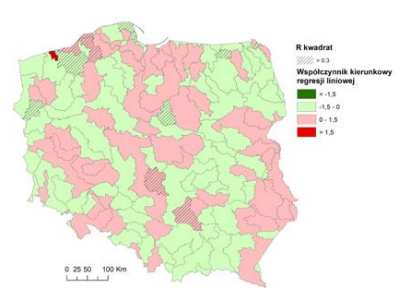 R kwadrat
> 0.3
Współczynnik kierunkowy
regresji liniowej
< -1,5
-1,5 - 0
0 - 1,5
> 1,5
0 25 50 100 Km